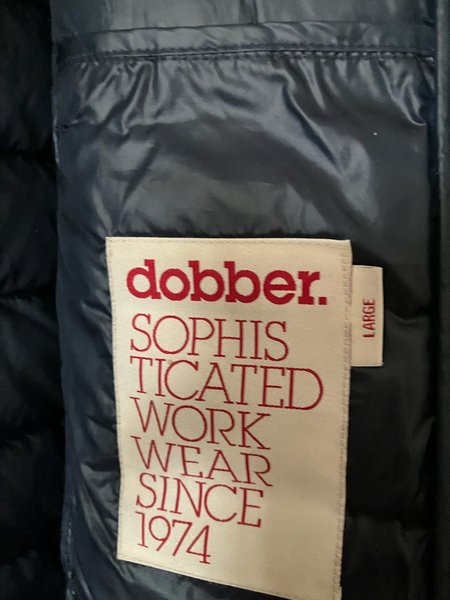 dobber.
SOPHIS
TICATED
WORK
WEAR
SINCE
1974
LARGE